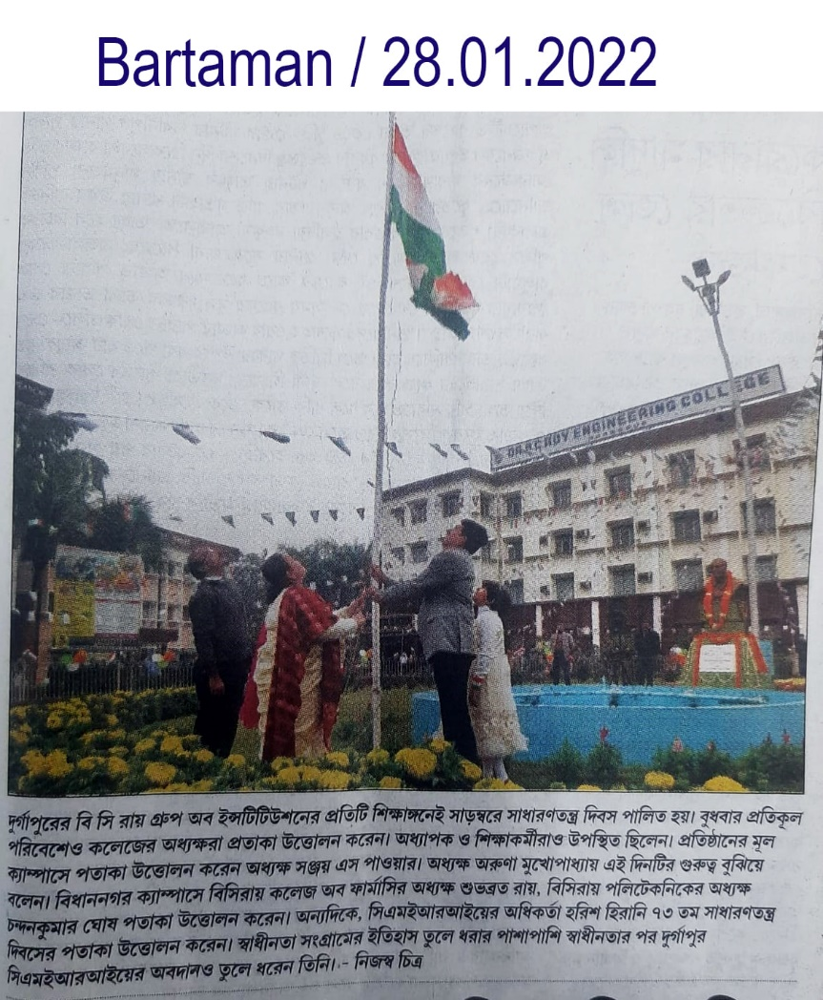 Bartaman / 28.01.2022
DR. B.C. ROY ENGINEERING COLLEGE
দুর্গাপুরের বি সি রায় গ্রুপ অব ইন্সটিটিউশনের প্রতিটি শিক্ষাঙ্গনেই সাড়ম্বরে সাধারণতন্ত্র দিবস পালিত হয়। বুধবার প্রতিকূল
পরিবেশেও কলেজের অধ্যক্ষরা প্রতাকা উত্তোলন করেন। অধ্যাপক ও শিক্ষাকর্মীরাও উপস্থিত ছিলেন। প্রতিষ্ঠানের মূল
ক্যাম্পাসে পতাকা উত্তোলন করেন অধ্যক্ষ সঞ্জয় এস পাওয়ার। অধ্যক্ষ অরুণা মুখোপাধ্যায় এই দিনটির গুরুত্ব বুঝিয়ে
বলেন। বিধাননগর ক্যাম্পাসে বিসিরায় কলেজ অব ফার্মাসির অধ্যক্ষ শুভব্রত রায়, বিসিরায় পলিটেকনিকের অধ্যক্ষ
চন্দনকুমার ঘোষ পতাকা উত্তোলন করেন। অন্যদিকে, সিএমইআরআইয়ের অধিকর্তা হরিশ হিরানি ৭৩ তম সাধারণতন্ত্র
দিবসের পতাকা উত্তোলন করেন। স্বাধীনতা সংগ্রামের ইতিহাস তুলে ধরার পাশাপাশি স্বাধীনতার পর দুর্গাপুর
সিএমইআরআইয়ের অবদানও তুলে ধরেন তিনি। - নিজস্ব চিত্র